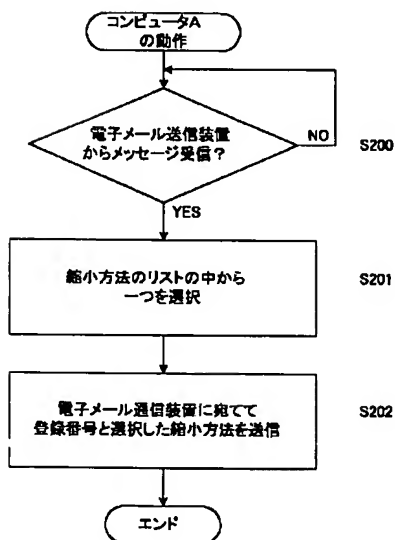 コンピュータA
の動作
電子メール送信装置
からメッセージ受信？
NO
S200
YES
縮小方法のリストの中から
一つを選択
S201
電子メール通信装置に宛てて
登録番号と選択した縮小方法を送信
S202
エンド